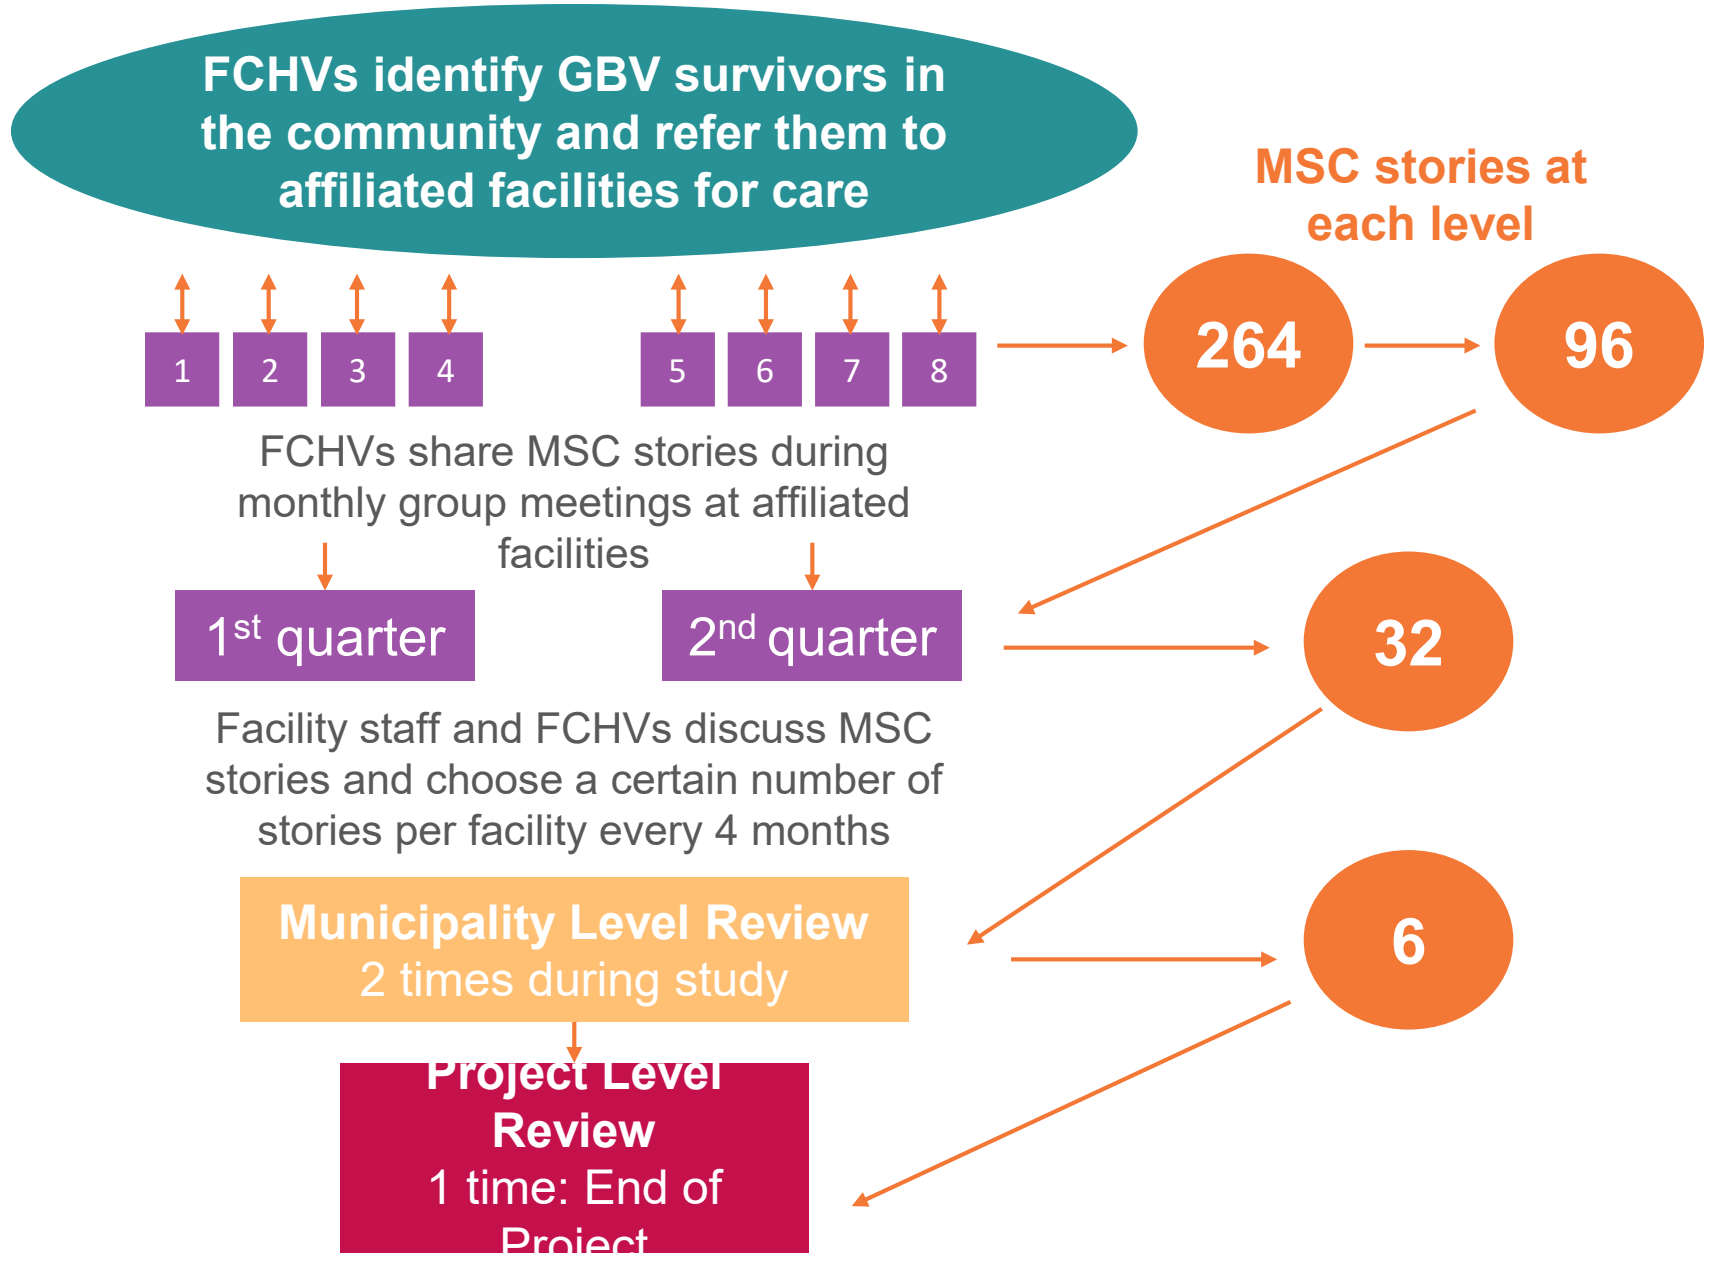 FCHVs identify GBV survivors in
the community and refer them to
affiliated facilities for care
MSC stories at
each level
1 2 3 4 5 6 7 8
264 96
FCHVs share MSC stories during
monthly group meetings at affiliated
facilities
1st quarter 2nd quarter
32
Facility staff and FCHVs discuss MSC
stories and choose a certain number of
stories per facility every 4 months
Municipality Level Review
2 times during study
6
Project Level
Review
1 time: End of
Project